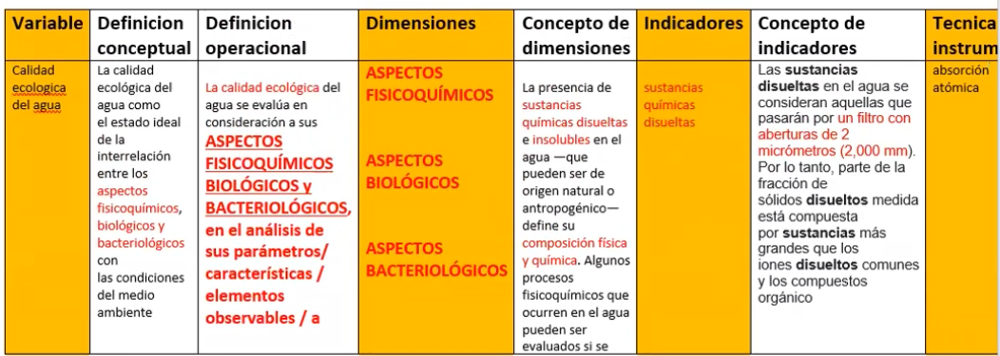 Variable
Definicion
conceptual
Definicion
operacional
Dimensiones
Concepto de
dimensiones
Indicadores
Concepto de
indicadores
Tecnica
instrum
Calidad
ecologica
del agua
La calidad
ecológica del
agua como
el estado ideal
de la
interrelación
entre los
aspectos
fisicoquímicos,
biológicos y
bacteriológicos
con
las condiciones
del medio
ambiente
La calidad ecológica del
agua se evalúa en
consideración a sus
ASPECTOS
FISICOQUÍMICOS
BIOLÓGICOS y
BACTERIOLÓGICOS,
en el análisis de
sus parámetros/
características /
elementos
observables / a
ASPECTOS
FISICOQUÍMICOS
ASPECTOS
BIOLÓGICOS
ASPECTOS
BACTERIOLÓGICOS
La presencia de
sustancias
químicas disueltas
e insolubles en el
agua —que
pueden ser de
origen natural o
antropogénico—
define su
composición física
y química. Algunos
procesos
fisicoquímicos que
ocurren en el agua
pueden ser
evaluados si se
sustancias
químicas
disueltas
Las sustancias
disueltas en el agua se
consideran aquellas que
pasarán por un filtro con
aberturas de 2
micrómetros (2,000 mm).
Por lo tanto, parte de la
fracción de
sólidos disueltos medida
está compuesta
por sustancias más
grandes que los
iones disueltos comunes
y los compuestos
orgánico
absorción
atómica